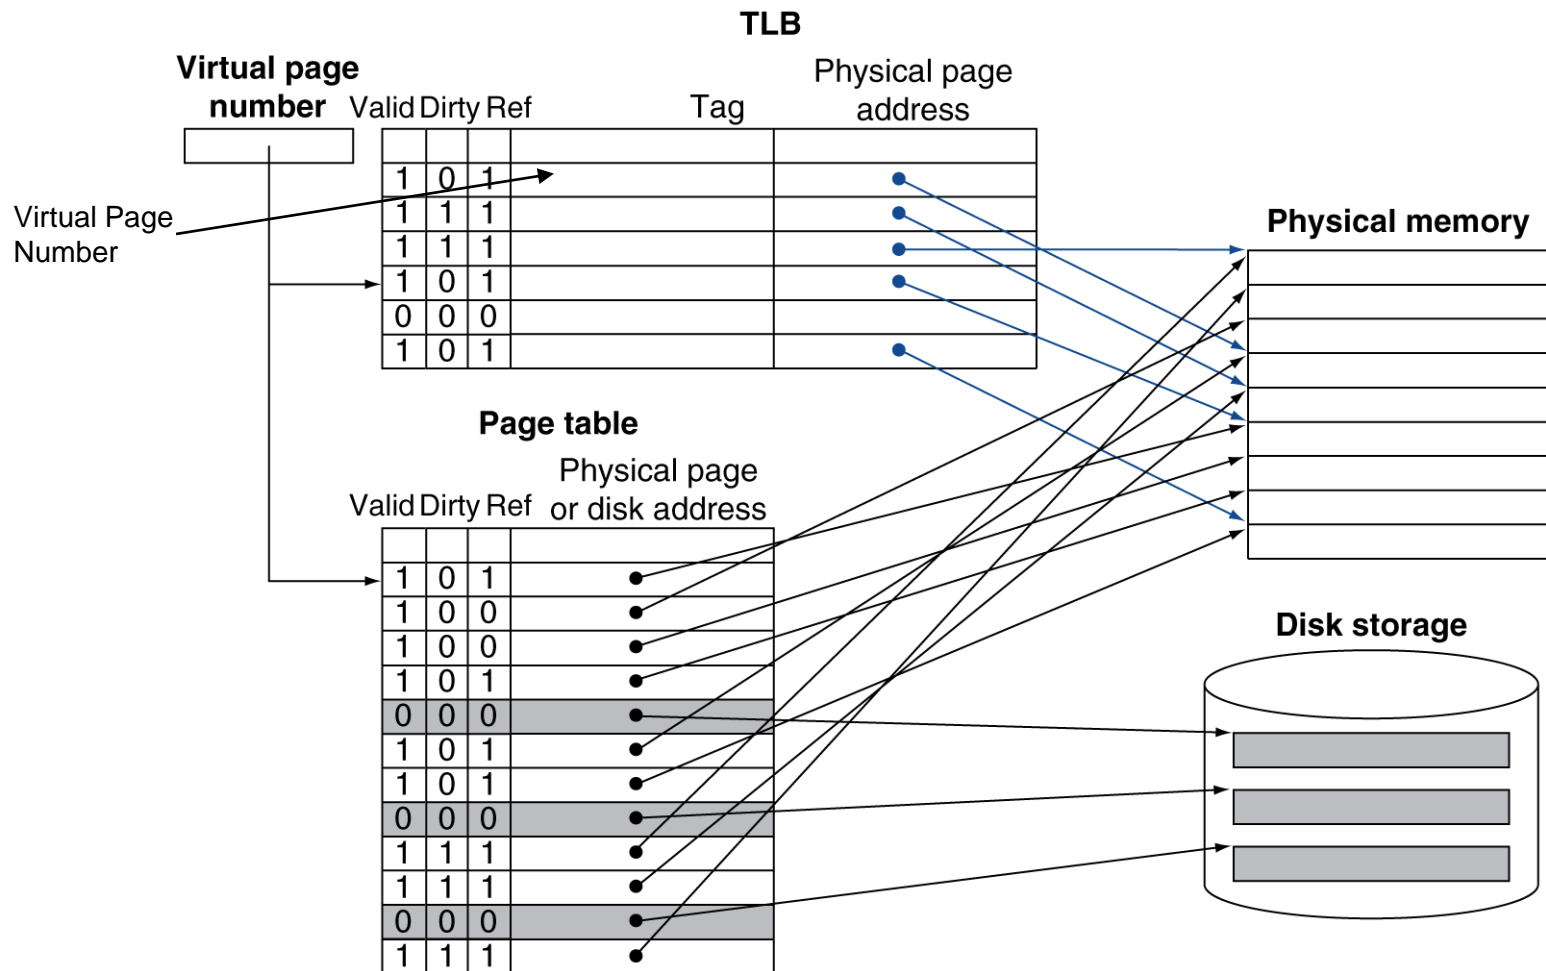 TLB
Virtual page
number
Physical page
address
Valid Dirty Ref
Tag
1 0 1
1 1 1
1 1 1
1 0 1
0 0 0
1 0 1
Virtual Page
Number
Physical memory
Page table
Physical page
or disk address
Valid Dirty Ref
1 0 1
1 0 0
1 0 0
1 0 1
0 0 0
1 0 1
1 0 1
0 0 0
1 1 1
1 1 1
0 0 0
1 1 1
Disk storage